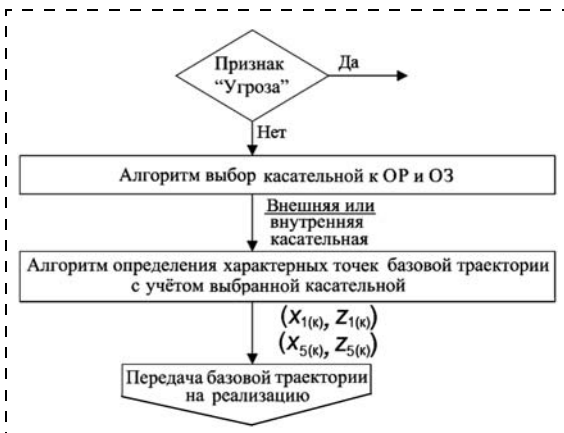 Признак
“Угроза”
Да
Нет
Алгоритм выбор касательной к ОР и ОЗ
Внешняя или
внутренняя
касательная
Алгоритм определения характерных точек базовой траектории
с учётом выбранной касательной
(x1(к), z1(к))
(x5(к), z5(к))
Передача базовой траектории
на реализацию